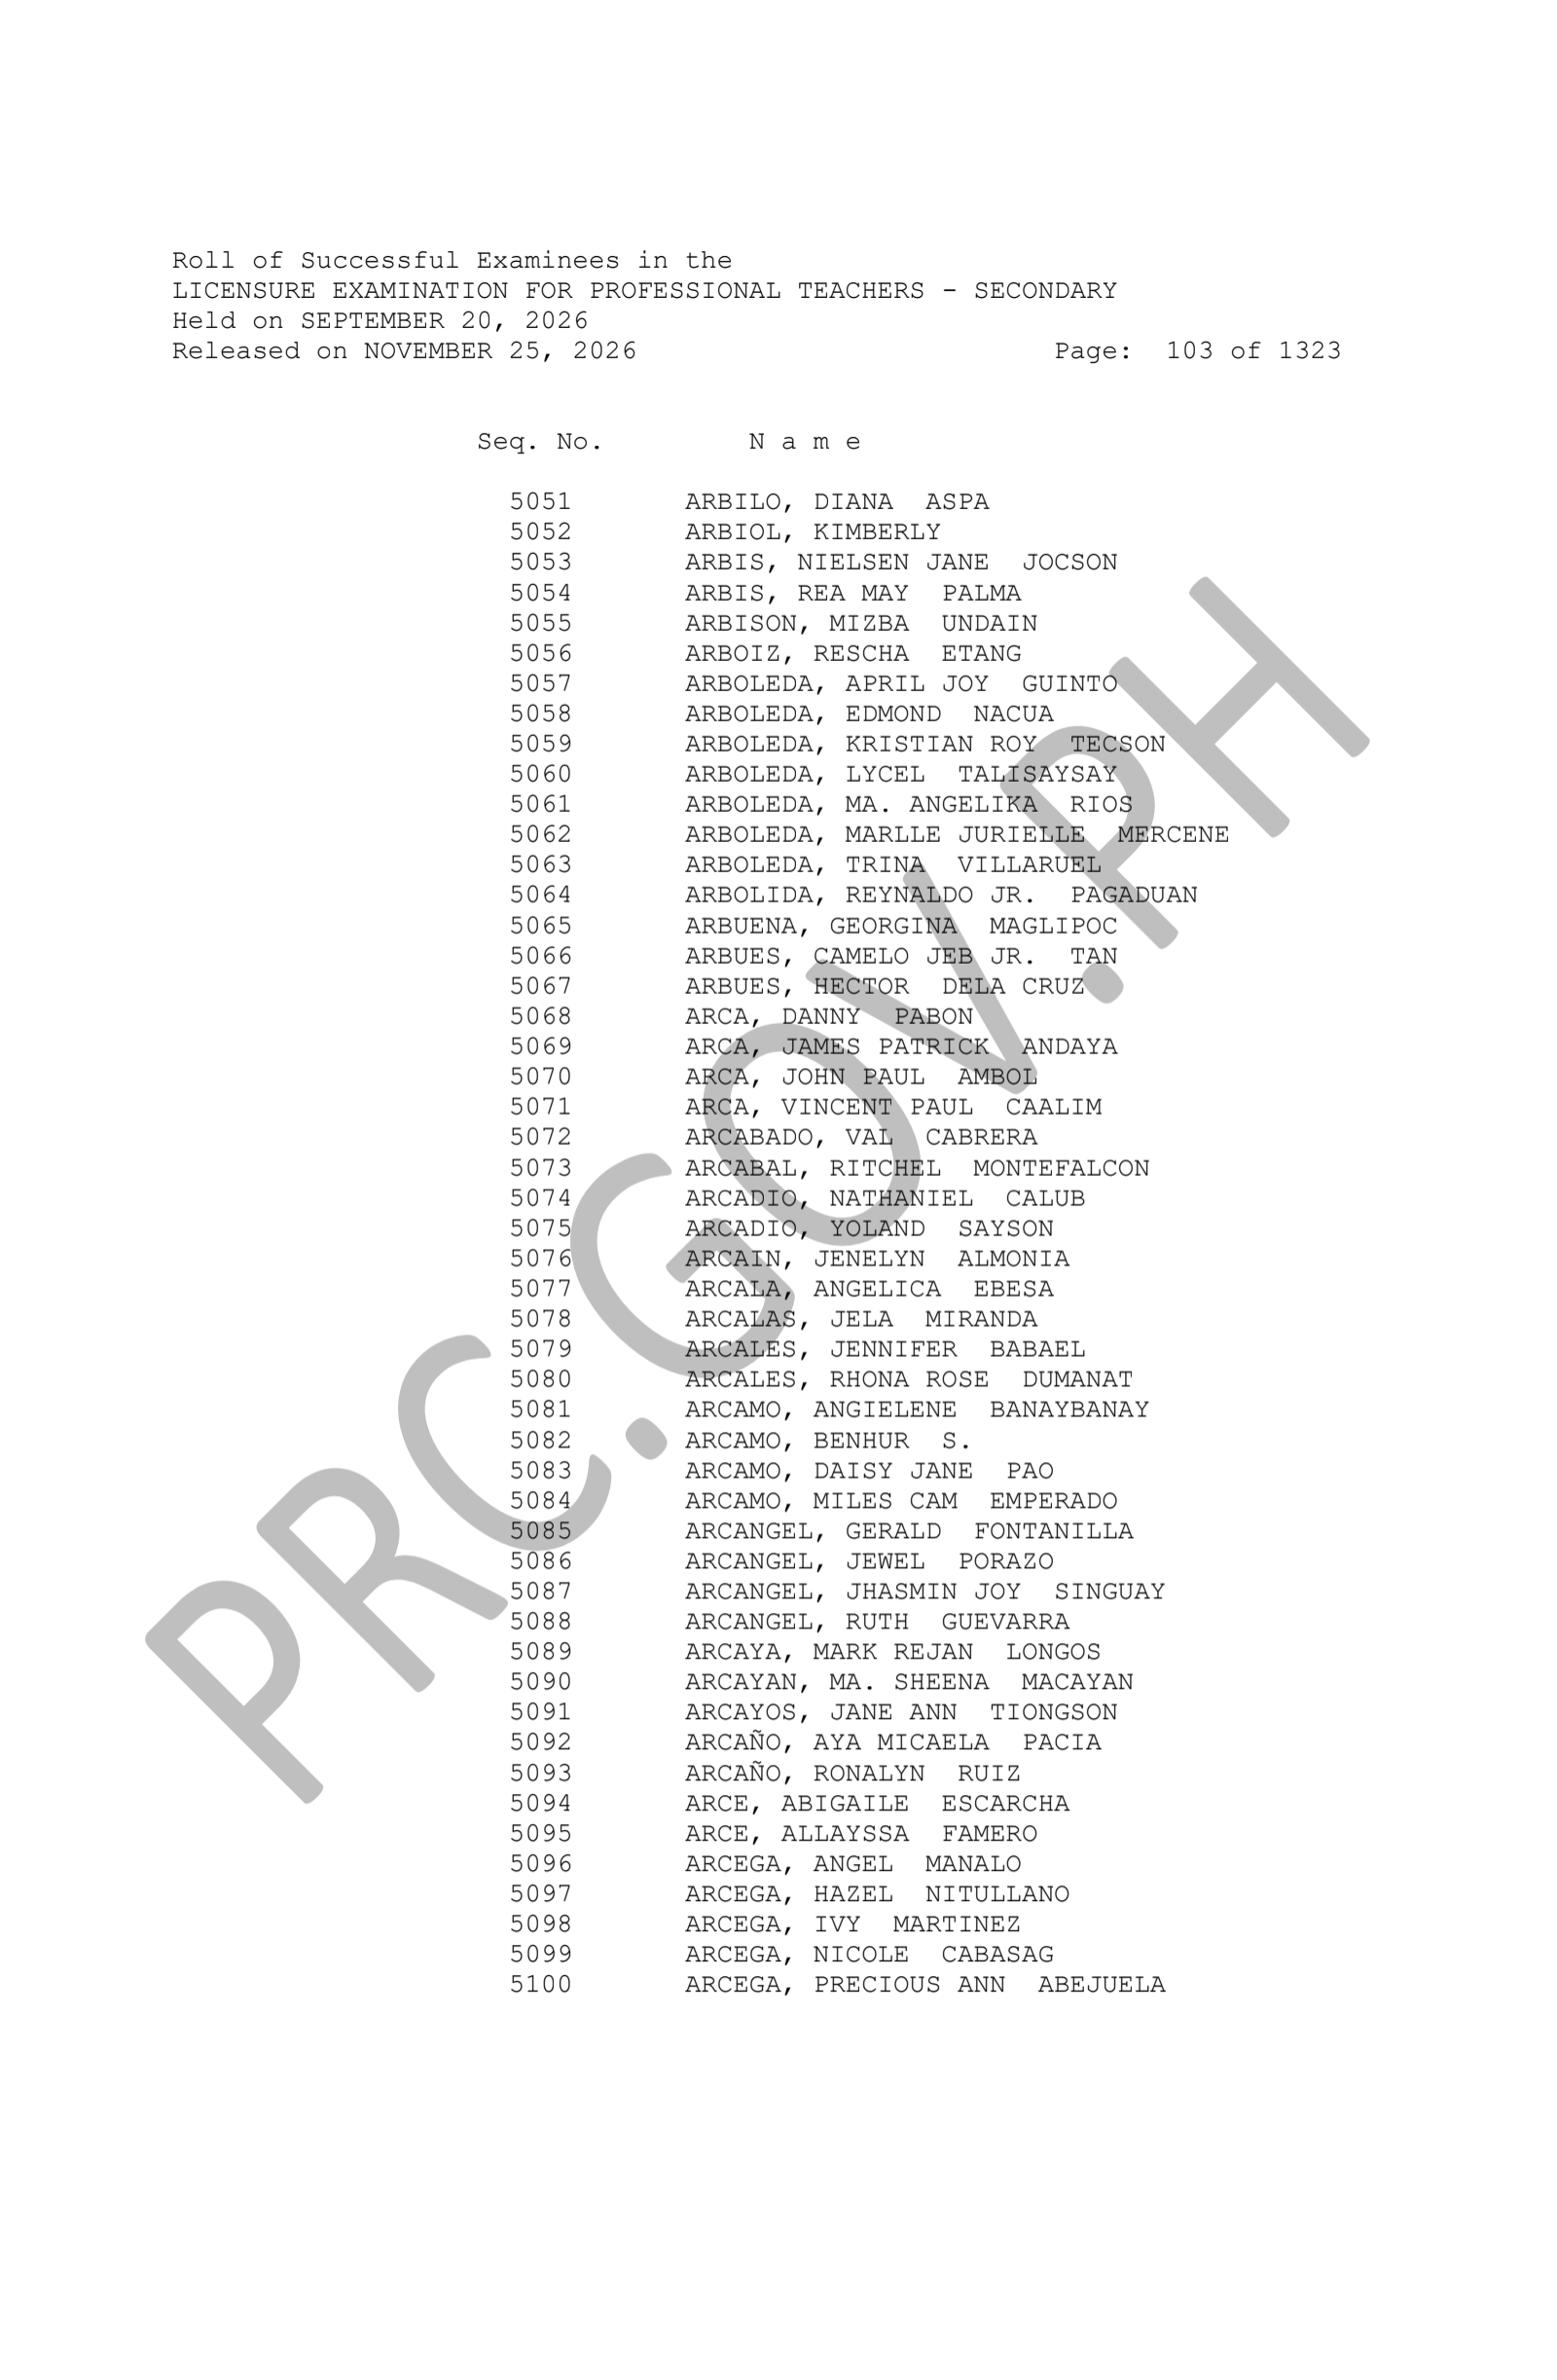 Roll of Successful Examinees in the
LICENSURE EXAMINATION FOR PROFESSIONAL TEACHERS - SECONDARY
Held on SEPTEMBER 20, 2026
Released on NOVEMBER 25, 2026 Page: 103 of 1323
Seq. No. N a m e
5051 ARBILO, DIANA ASPA
5052 ARBIOL, KIMBERLY
5053 ARBIS, NIELSEN JANE JOCSON
5054 ARBIS, REA MAY PALMA
5055 ARBISON, MIZBA UNDAIN
5056 ARBOIZ, RESCHA ETANG
5057 ARBOLEDA, APRIL JOY GUINTO
5058 ARBOLEDA, EDMOND NACUA
5059 ARBOLEDA, KRISTIAN ROY TECSON
5060 ARBOLEDA, LYCEL TALISAYSAY
5061 ARBOLEDA, MA. ANGELIKA RIOS
5062 ARBOLEDA, MARLLE JURIELLE MERCENE
5063 ARBOLEDA, TRINA VILLARUEL
5064 ARBOLIDA, REYNALDO JR. PAGADUAN
5065 ARBUENA, GEORGINA MAGLIPOC
5066 ARBUES, CAMELO JEB JR. TAN
5067 ARBUES, HECTOR DELA CRUZ
5068 ARCA, DANNY PABON
5069 ARCA, JAMES PATRICK ANDAYA
5070 ARCA, JOHN PAUL AMBOL
5071 ARCA, VINCENT PAUL CAALIM
5072 ARCABADO, VAL CABRERA
5073 ARCABAL, RITCHEL MONTEFALCON
5074 ARCADIO, NATHANIEL CALUB
5075 ARCADIO, YOLAND SAYSON
5076 ARCAIN, JENELYN ALMONIA
5077 ARCALA, ANGELICA EBESA
5078 ARCALAS, JELA MIRANDA
5079 ARCALES, JENNIFER BABAEL
5080 ARCALES, RHONA ROSE DUMANAT
5081 ARCAMO, ANGIELENE BANAYBANAY
5082 ARCAMO, BENHUR S.
5083 ARCAMO, DAISY JANE PAO
5084 ARCAMO, MILES CAM EMPERADO
5085 ARCANGEL, GERALD FONTANILLA
5086 ARCANGEL, JEWEL PORAZO
5087 ARCANGEL, JHASMIN JOY SINGUAY
5088 ARCANGEL, RUTH GUEVARRA
5089 ARCAYA, MARK REJAN LONGOS
5090 ARCAYAN, MA. SHEENA MACAYAN
5091 ARCAYOS, JANE ANN TIONGSON
5092 ARCAÑO, AYA MICAELA PACIA
5093 ARCAÑO, RONALYN RUIZ
5094 ARCE, ABIGAILE ESCARCHA
5095 ARCE, ALLAYSSA FAMERO
5096 ARCEGA, ANGEL MANALO
5097 ARCEGA, HAZEL NITULLANO
5098 ARCEGA, IVY MARTINEZ
5099 ARCEGA, NICOLE CABASAG
5100 ARCEGA, PRECIOUS ANN ABEJUELA
PRC.GOV.PH